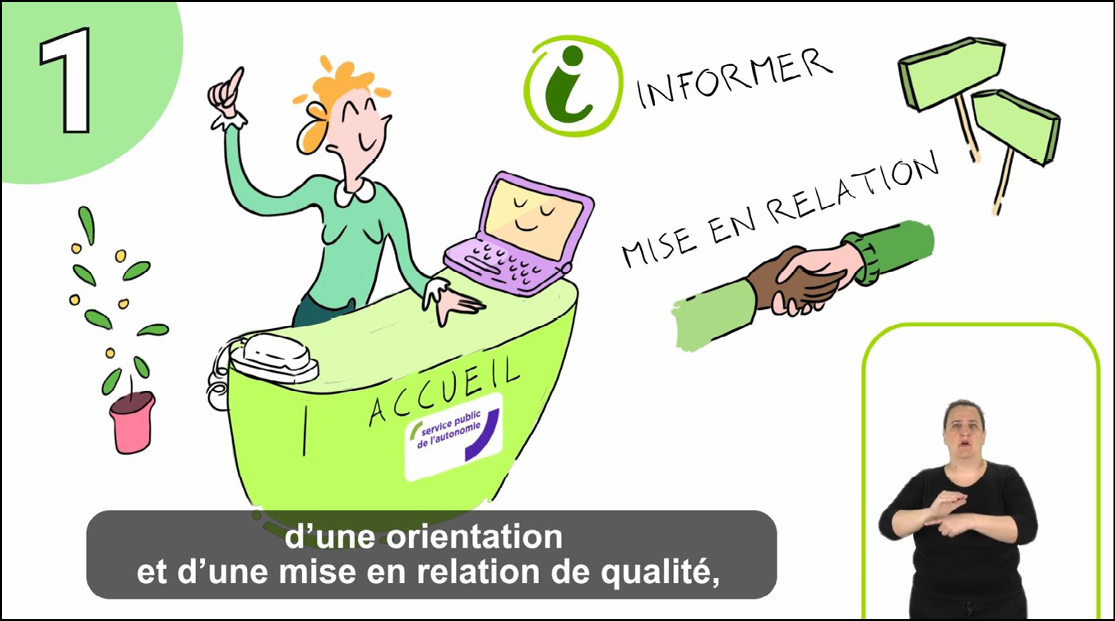 1
i INFORMER
MISE EN RELATION
ACCUEIL
service public
de l'autonomie
d’une orientation
et d’une mise en relation de qualité,